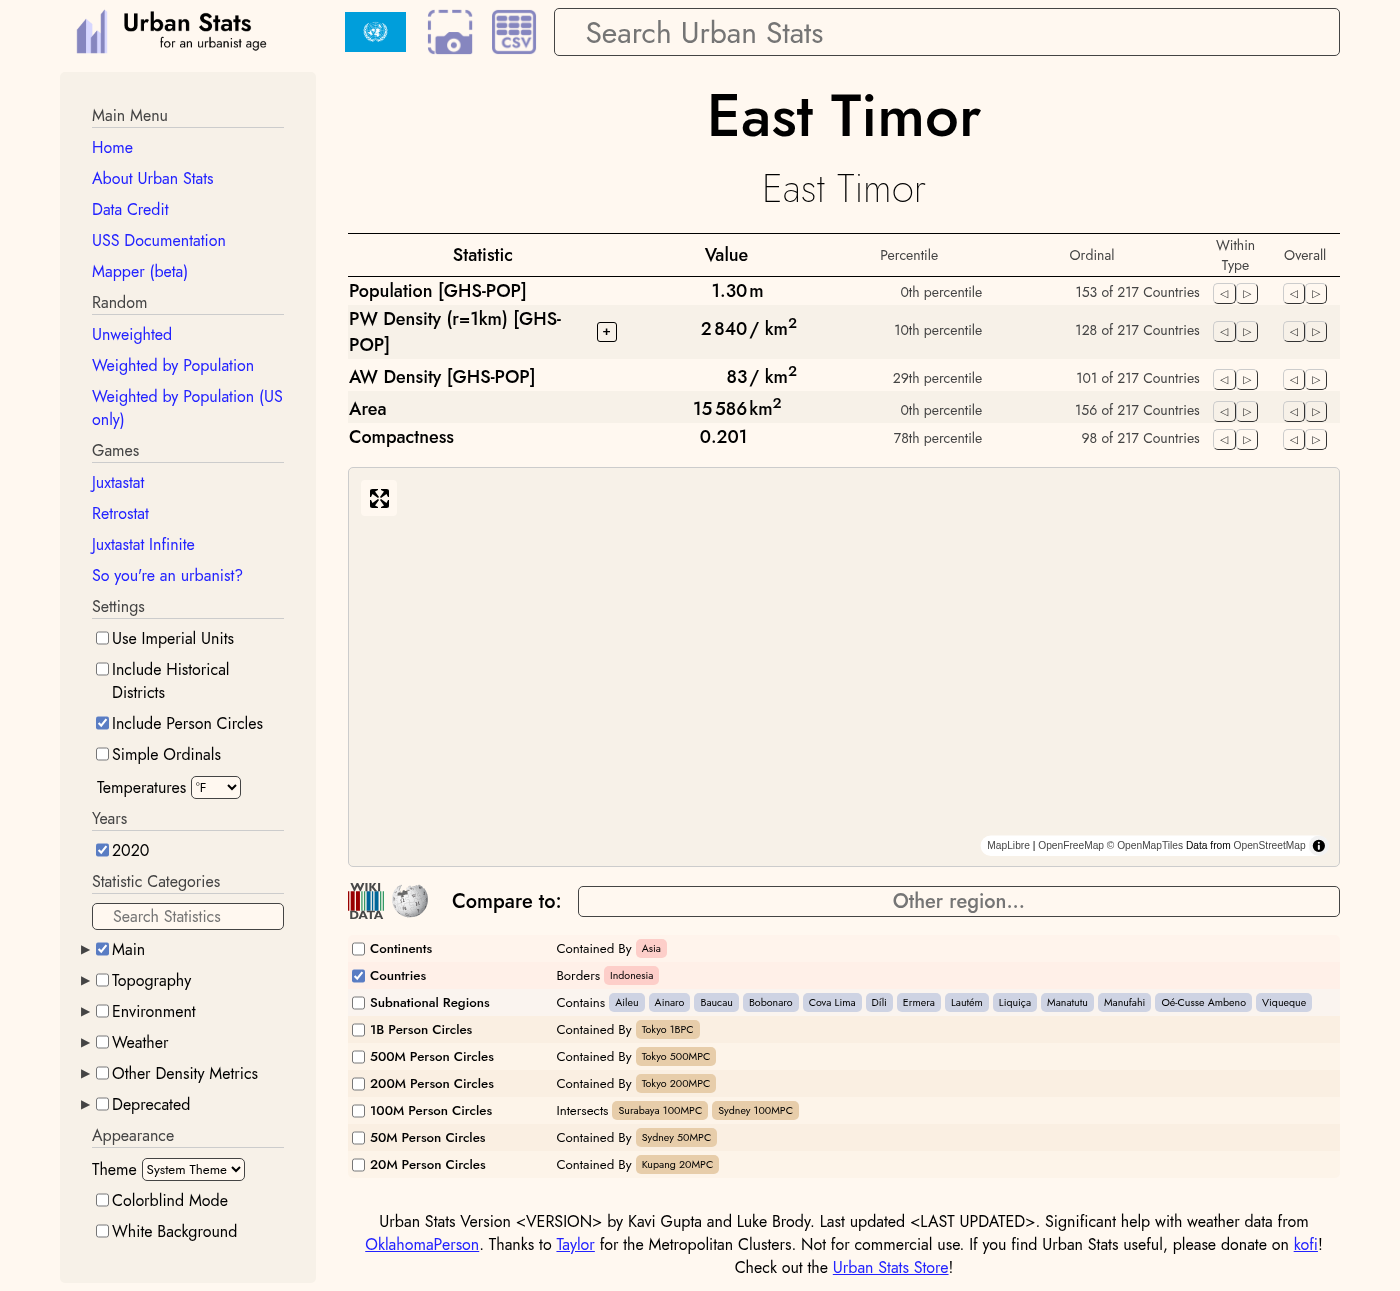 Urban Stats
for an urbanist age
CSV
Search Urban Stats
Main Menu
Home
About Urban Stats
Data Credit
USS Documentation
Mapper (beta)
Random
Unweighted
Weighted by Population
Weighted by Population (US
only)
Games
Juxtastat
Retrostat
Juxtastat Infinite
So you're an urbanist?
Settings
Use Imperial Units
Include Historical
Districts
Include Person Circles
Simple Ordinals
Temperatures °F
Years
2020
Statistic Categories
Search Statistics
Main
Topography
Environment
Weather
Other Density Metrics
Deprecated
Appearance
Theme System Theme
Colorblind Mode
White Background
East Timor
East Timor
Statistic Value Percentile Ordinal Within Type Overall
Population [GHS-POP] 1.30 m 0th percentile 153 of 217 Countries
PW Density (r=1km) [GHS-POP] + 2 840 / km² 10th percentile 128 of 217 Countries
AW Density [GHS-POP] 83 / km² 29th percentile 101 of 217 Countries
Area 15 586 km² 0th percentile 156 of 217 Countries
Compactness 0.201 78th percentile 98 of 217 Countries
MapLibre | OpenFreeMap © OpenMapTiles Data from OpenStreetMap
WIKI DATA
Compare to: Other region...
Continents Contained By Asia
Countries Borders Indonesia
Subnational Regions Contains Aileu Ainaro Baucau Bobonaro Cova Lima Díli Ermera Lautém Liquiça Manatutu Manufahi Oé-Cusse Ambeno Viqueque
1B Person Circles Contained By Tokyo 1BPC
500M Person Circles Contained By Tokyo 500MPC
200M Person Circles Contained By Tokyo 200MPC
100M Person Circles Intersects Surabaya 100MPC Sydney 100MPC
50M Person Circles Contained By Sydney 50MPC
20M Person Circles Contained By Kupang 20MPC
Urban Stats Version <VERSION> by Kavi Gupta and Luke Brody. Last updated <LAST UPDATED>. Significant help with weather data from
OklahomaPerson. Thanks to Taylor for the Metropolitan Clusters. Not for commercial use. If you find Urban Stats useful, please donate on kofi!
Check out the Urban Stats Store!